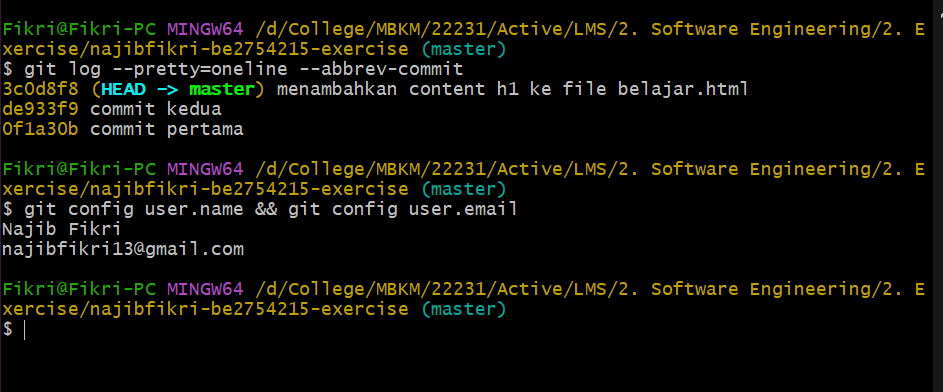 Fikri@Fikri-PC MINGW64 /d/College/MBKM/22231/Active/LMS/2. Software Engineering/2. E
xercise/najibfikri-be2754215-exercise (master)
$ git log --pretty=oneline --abbrev-commit
3c0d8f8 (HEAD -> master) menambahkan content h1 ke file belajar.html
de933f9 commit kedua
0f1a30b commit pertama
Fikri@Fikri-PC MINGW64 /d/College/MBKM/22231/Active/LMS/2. Software Engineering/2. E
xercise/najibfikri-be2754215-exercise (master)
$ git config user.name && git config user.email
Najib Fikri
najibfikri13@gmail.com
Fikri@Fikri-PC MINGW64 /d/College/MBKM/22231/Active/LMS/2. Software Engineering/2. E
xercise/najibfikri-be2754215-exercise (master)
$